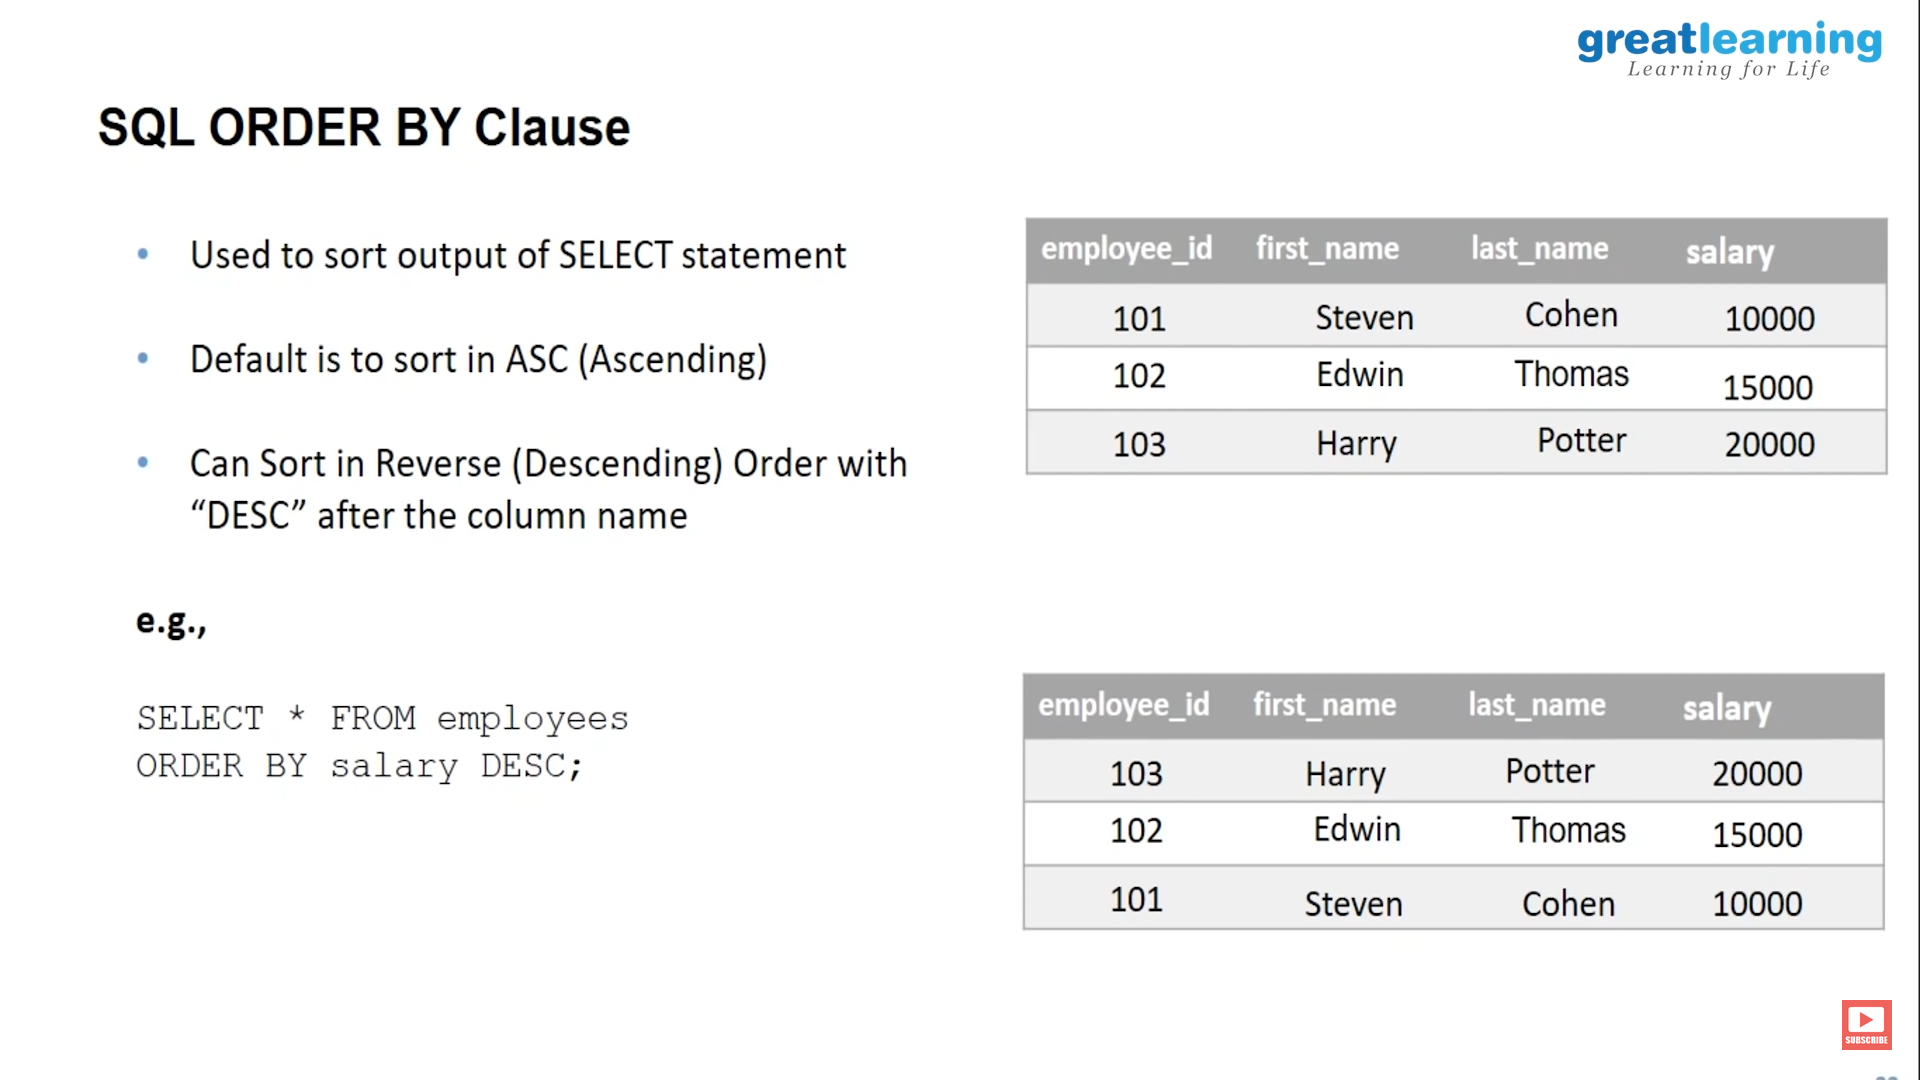 greatlearning
Learning for Life
SQL ORDER BY Clause
• Used to sort output of SELECT statement
• Default is to sort in ASC (Ascending)
• Can Sort in Reverse (Descending) Order with
“DESC” after the column name
e.g.,
SELECT * FROM employees
ORDER BY salary DESC;
employee_id first_name last_name salary
101 Steven Cohen 10000
102 Edwin Thomas 15000
103 Harry Potter 20000
employee_id first_name last_name salary
103 Harry Potter 20000
102 Edwin Thomas 15000
101 Steven Cohen 10000
SUBSCRIBE